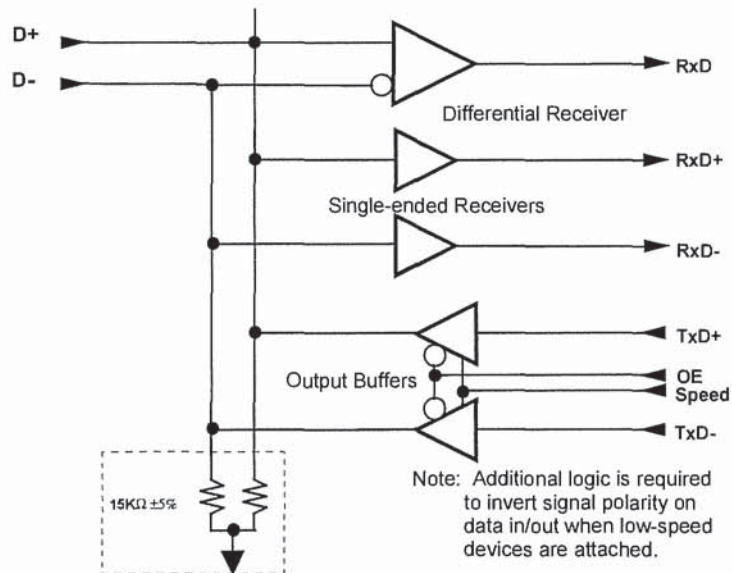 D+
D-
RxD
Differential Receiver
RxD+
Single-ended Receivers
RxD-
TxD+
Output Buffers
OE
Speed
TxD-
15KΩ ±5%
Note: Additional logic is required
to invert signal polarity on
data in/out when low-speed
devices are attached.